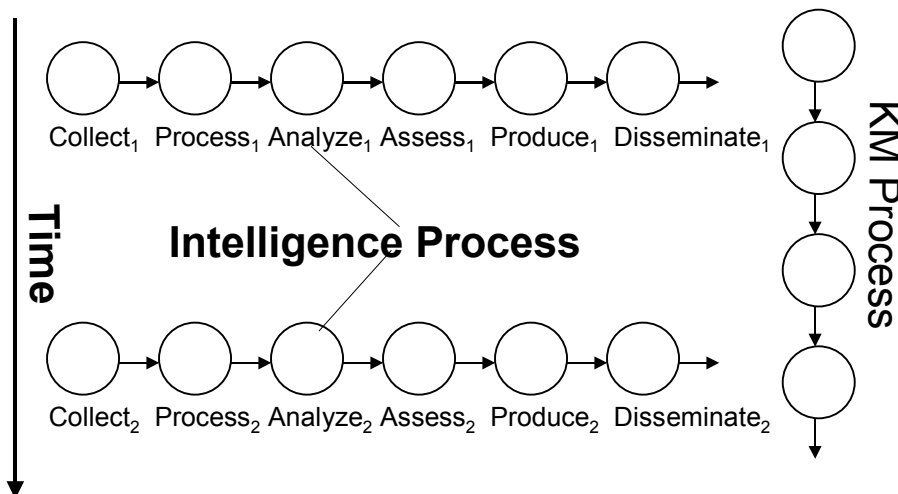 Collect₁ Process₁ Analyze₁ Assess₁ Produce₁ Disseminate₁
Time
Intelligence Process
KM Process
Collect₂ Process₂ Analyze₂ Assess₂ Produce₂ Disseminate₂